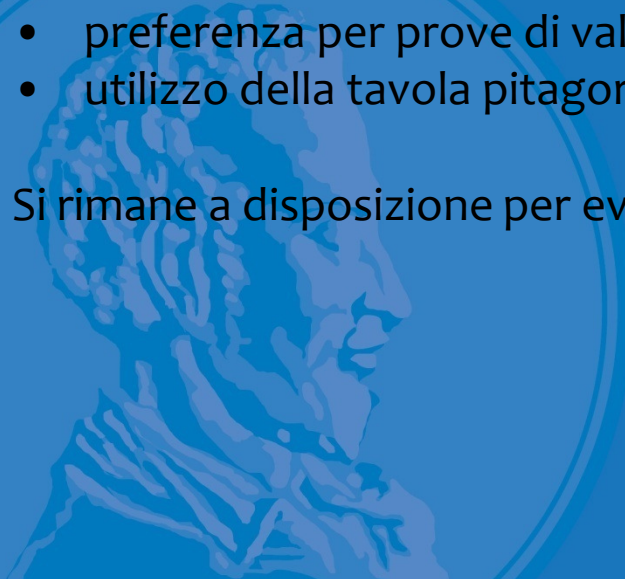 • preferenza per prove di val
• utilizzo della tavola pitagor
Si rimane a disposizione per ev